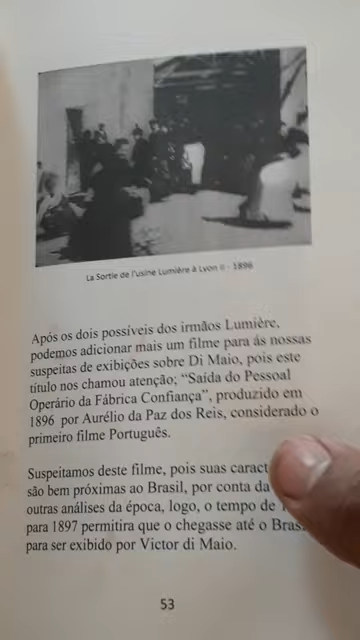 La Sortie de l'usine Lumière à Lyon II - 1896
Após os dois possíveis dos irmãos Lumière,
podemos adicionar mais um filme para ás nossas
suspeitas de exibições sobre Di Maio, pois este
título nos chamou atenção; "Saída do Pessoal
Operário da Fábrica Confiança", produzido em
1896 por Aurélio da Paz dos Reis, considerado o
primeiro filme Português.
Suspeitamos deste filme, pois suas caract
são bem próximas ao Brasil, por conta da
outras análises da época, logo, o tempo de
para 1897 permitira que o chegasse até o Bras
para ser exibido por Victor di Maio.
53